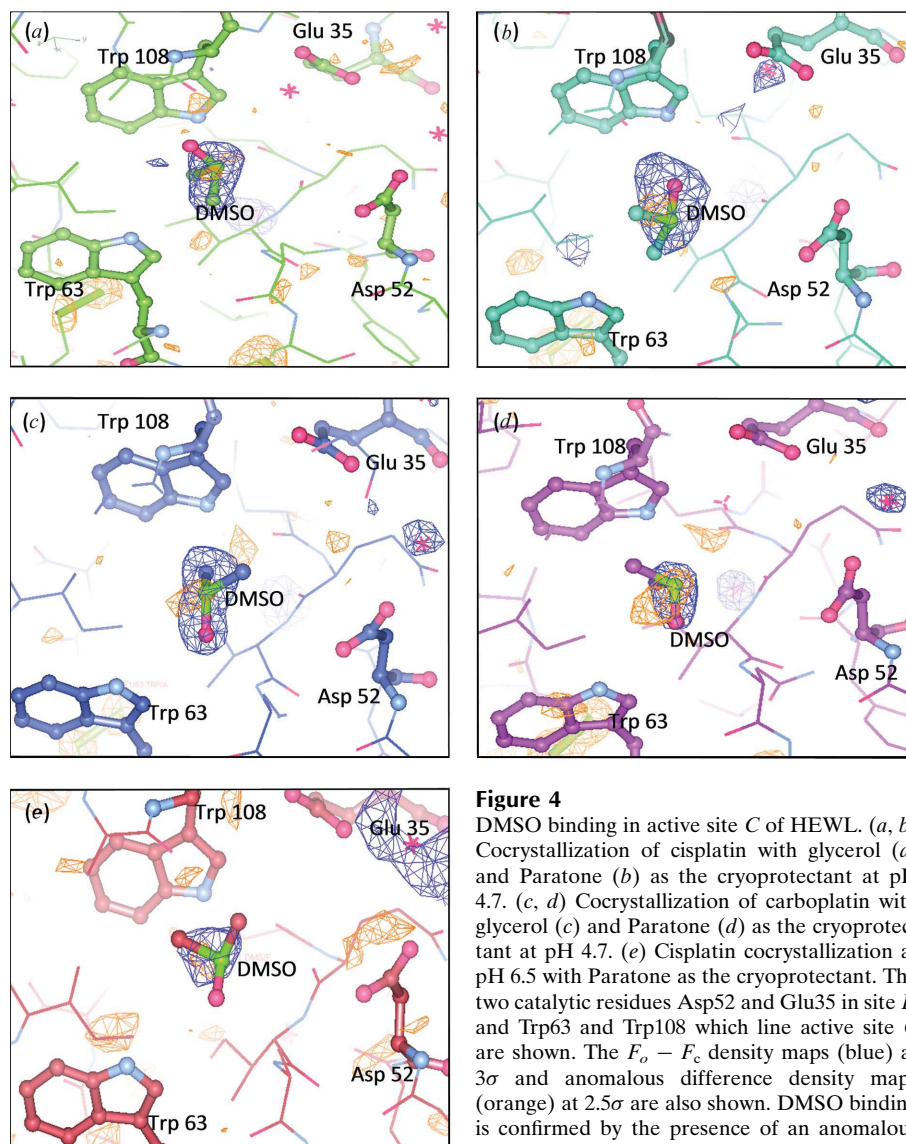 (a)
Trp 108
Glu 35
DMSO
Trp 63
Asp 52
(b)
Trp 108
Glu 35
DMSO
Asp 52
Trp 63
(c)
Trp 108
Glu 35
DMSO
Asp 52
Trp 63
(d)
Trp 108
Glu 35
DMSO
Asp 52
Trp 63
(e)
Trp 108
Glu 35
DMSO
Asp 52
Trp 63
Figure 4
DMSO binding in active site C of HEWL. (a, b
Cocrystallization of cisplatin with glycerol (a
and Paratone (b) as the cryoprotectant at p
4.7. (c, d) Cocrystallization of carboplatin wit
glycerol (c) and Paratone (d) as the cryoprotec
tant at pH 4.7. (e) Cisplatin cocrystallization a
pH 6.5 with Paratone as the cryoprotectant. Th
two catalytic residues Asp52 and Glu35 in site
and Trp63 and Trp108 which line active site
are shown. The Fo − Fc density maps (blue) a
3σ and anomalous difference density map
(orange) at 2.5σ are also shown. DMSO binding
is confirmed by the presence of an anomalous